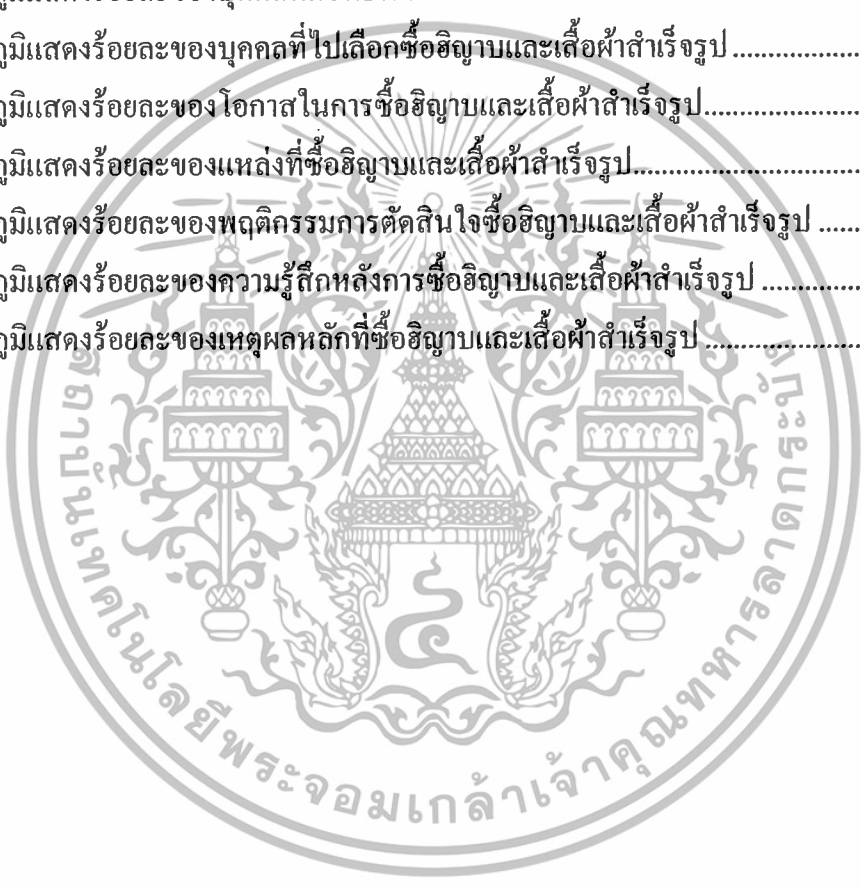 ภูมิแสดงร้อยละของบุคคลที่ไปเลือกซื้อฮิญาบและเสื้อผ้าสำเร็จรูป ..................
ภูมิแสดงร้อยละของโอกาสในการซื้อฮิญาบและเสื้อผ้าสำเร็จรูป......................
ภูมิแสดงร้อยละของแหล่งที่ซื้อฮิญาบและเสื้อผ้าสำเร็จรูป................................
ภูมิแสดงร้อยละของพฤติกรรมการตัดสินใจซื้อฮิญาบและเสื้อผ้าสำเร็จรูป ......
ภูมิแสดงร้อยละของความรู้สึกหลังการซื้อฮิญาบและเสื้อผ้าสำเร็จรูป ..............
ภูมิแสดงร้อยละของเหตุผลหลักที่ซื้อฮิญาบและเสื้อผ้าสำเร็จรูป ......................
สถาบันเทคโนโลยีพระจอมเกล้าเจ้าคุณทหารลาดกระบัง
๔